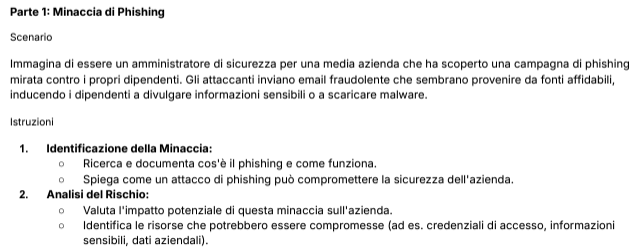 Parte 1: Minaccia di Phishing
Scenario
Immagina di essere un amministratore di sicurezza per una media azienda che ha scoperto una campagna di phishing
mirata contro i propri dipendenti. Gli attaccanti inviano email fraudolente che sembrano provenire da fonti affidabili,
inducendo i dipendenti a divulgare informazioni sensibili o a scaricare malware.
Istruzioni
1. Identificazione della Minaccia:
○ Ricerca e documenta cos'è il phishing e come funziona.
○ Spiega come un attacco di phishing può compromettere la sicurezza dell'azienda.
2. Analisi del Rischio:
○ Valuta l'impatto potenziale di questa minaccia sull'azienda.
○ Identifica le risorse che potrebbero essere compromesse (ad es. credenziali di accesso, informazioni
sensibili, dati aziendali).